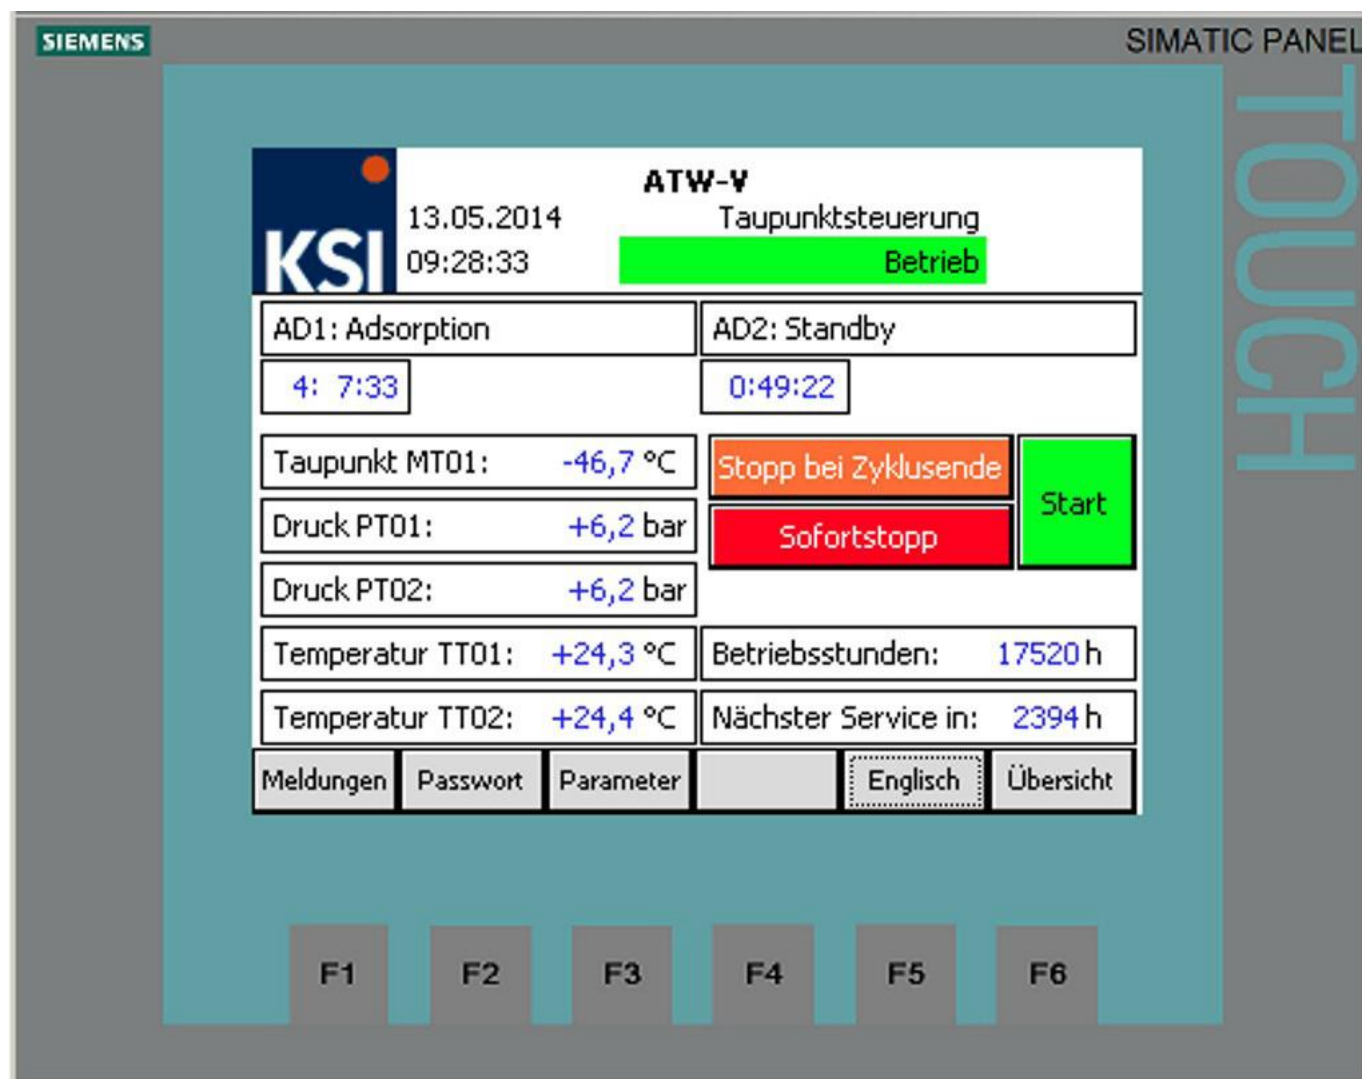 SIEMENS
SIMATIC PANEL
TOUCH
KSI
ATW-V
13.05.2014 Taupunktsteuerung
09:28:33 Betrieb
AD1: Adsorption AD2: Standby
4: 7:33 0:49:22
Taupunkt MT01: -46,7 °C Stopp bei Zyklusende
Start
Druck PT01: +6,2 bar Sofortstopp
Druck PT02: +6,2 bar
Temperatur TT01: +24,3 °C Betriebsstunden: 17520 h
Temperatur TT02: +24,4 °C Nächster Service in: 2394 h
Meldungen Passwort Parameter Englisch Übersicht
F1 F2 F3 F4 F5 F6